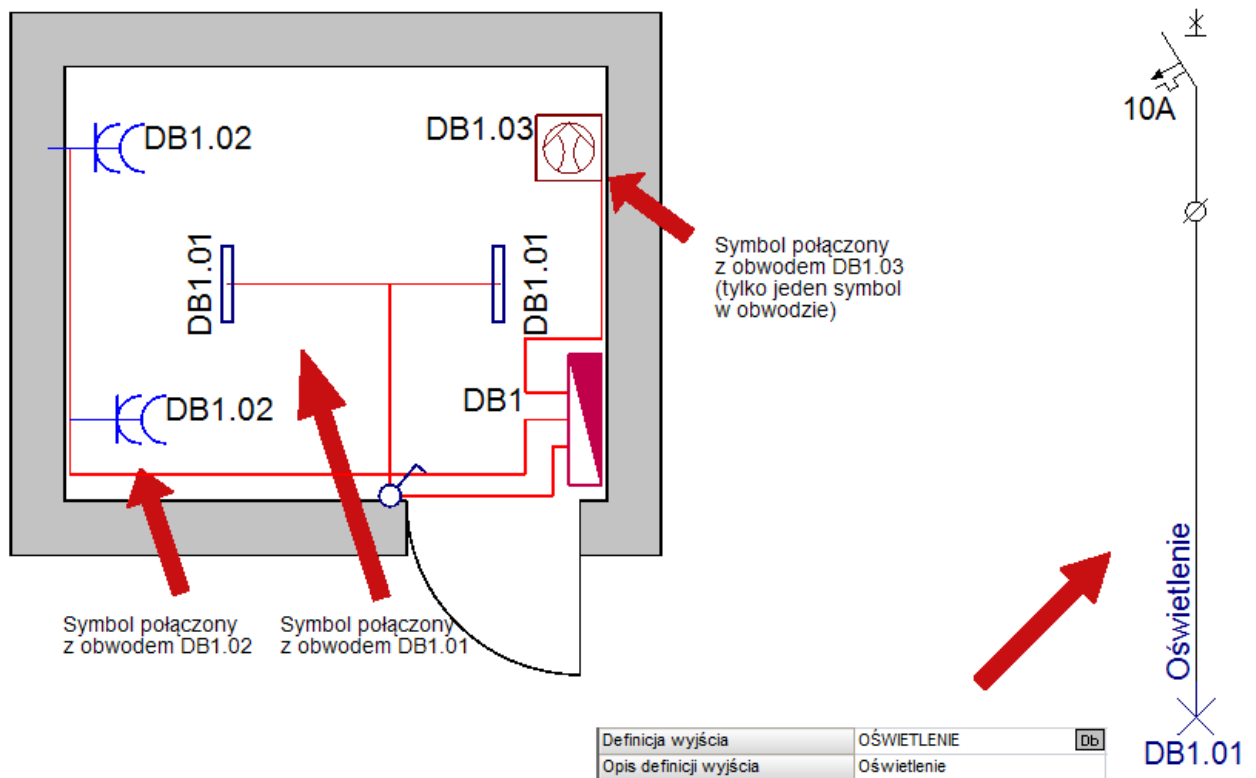 DB1.02
DB1.03
10A
DB1.01
DB1.01
Symbol połączony
z obwodem DB1.03
(tylko jeden symbol
w obwodzie)
DB1.02
DB1
Oświetlenie
Symbol połączony
z obwodem DB1.02
Symbol połączony
z obwodem DB1.01
Definicja wyjścia OŚWIETLENIE Db
Opis definicji wyjścia Oświetlenie
DB1.01